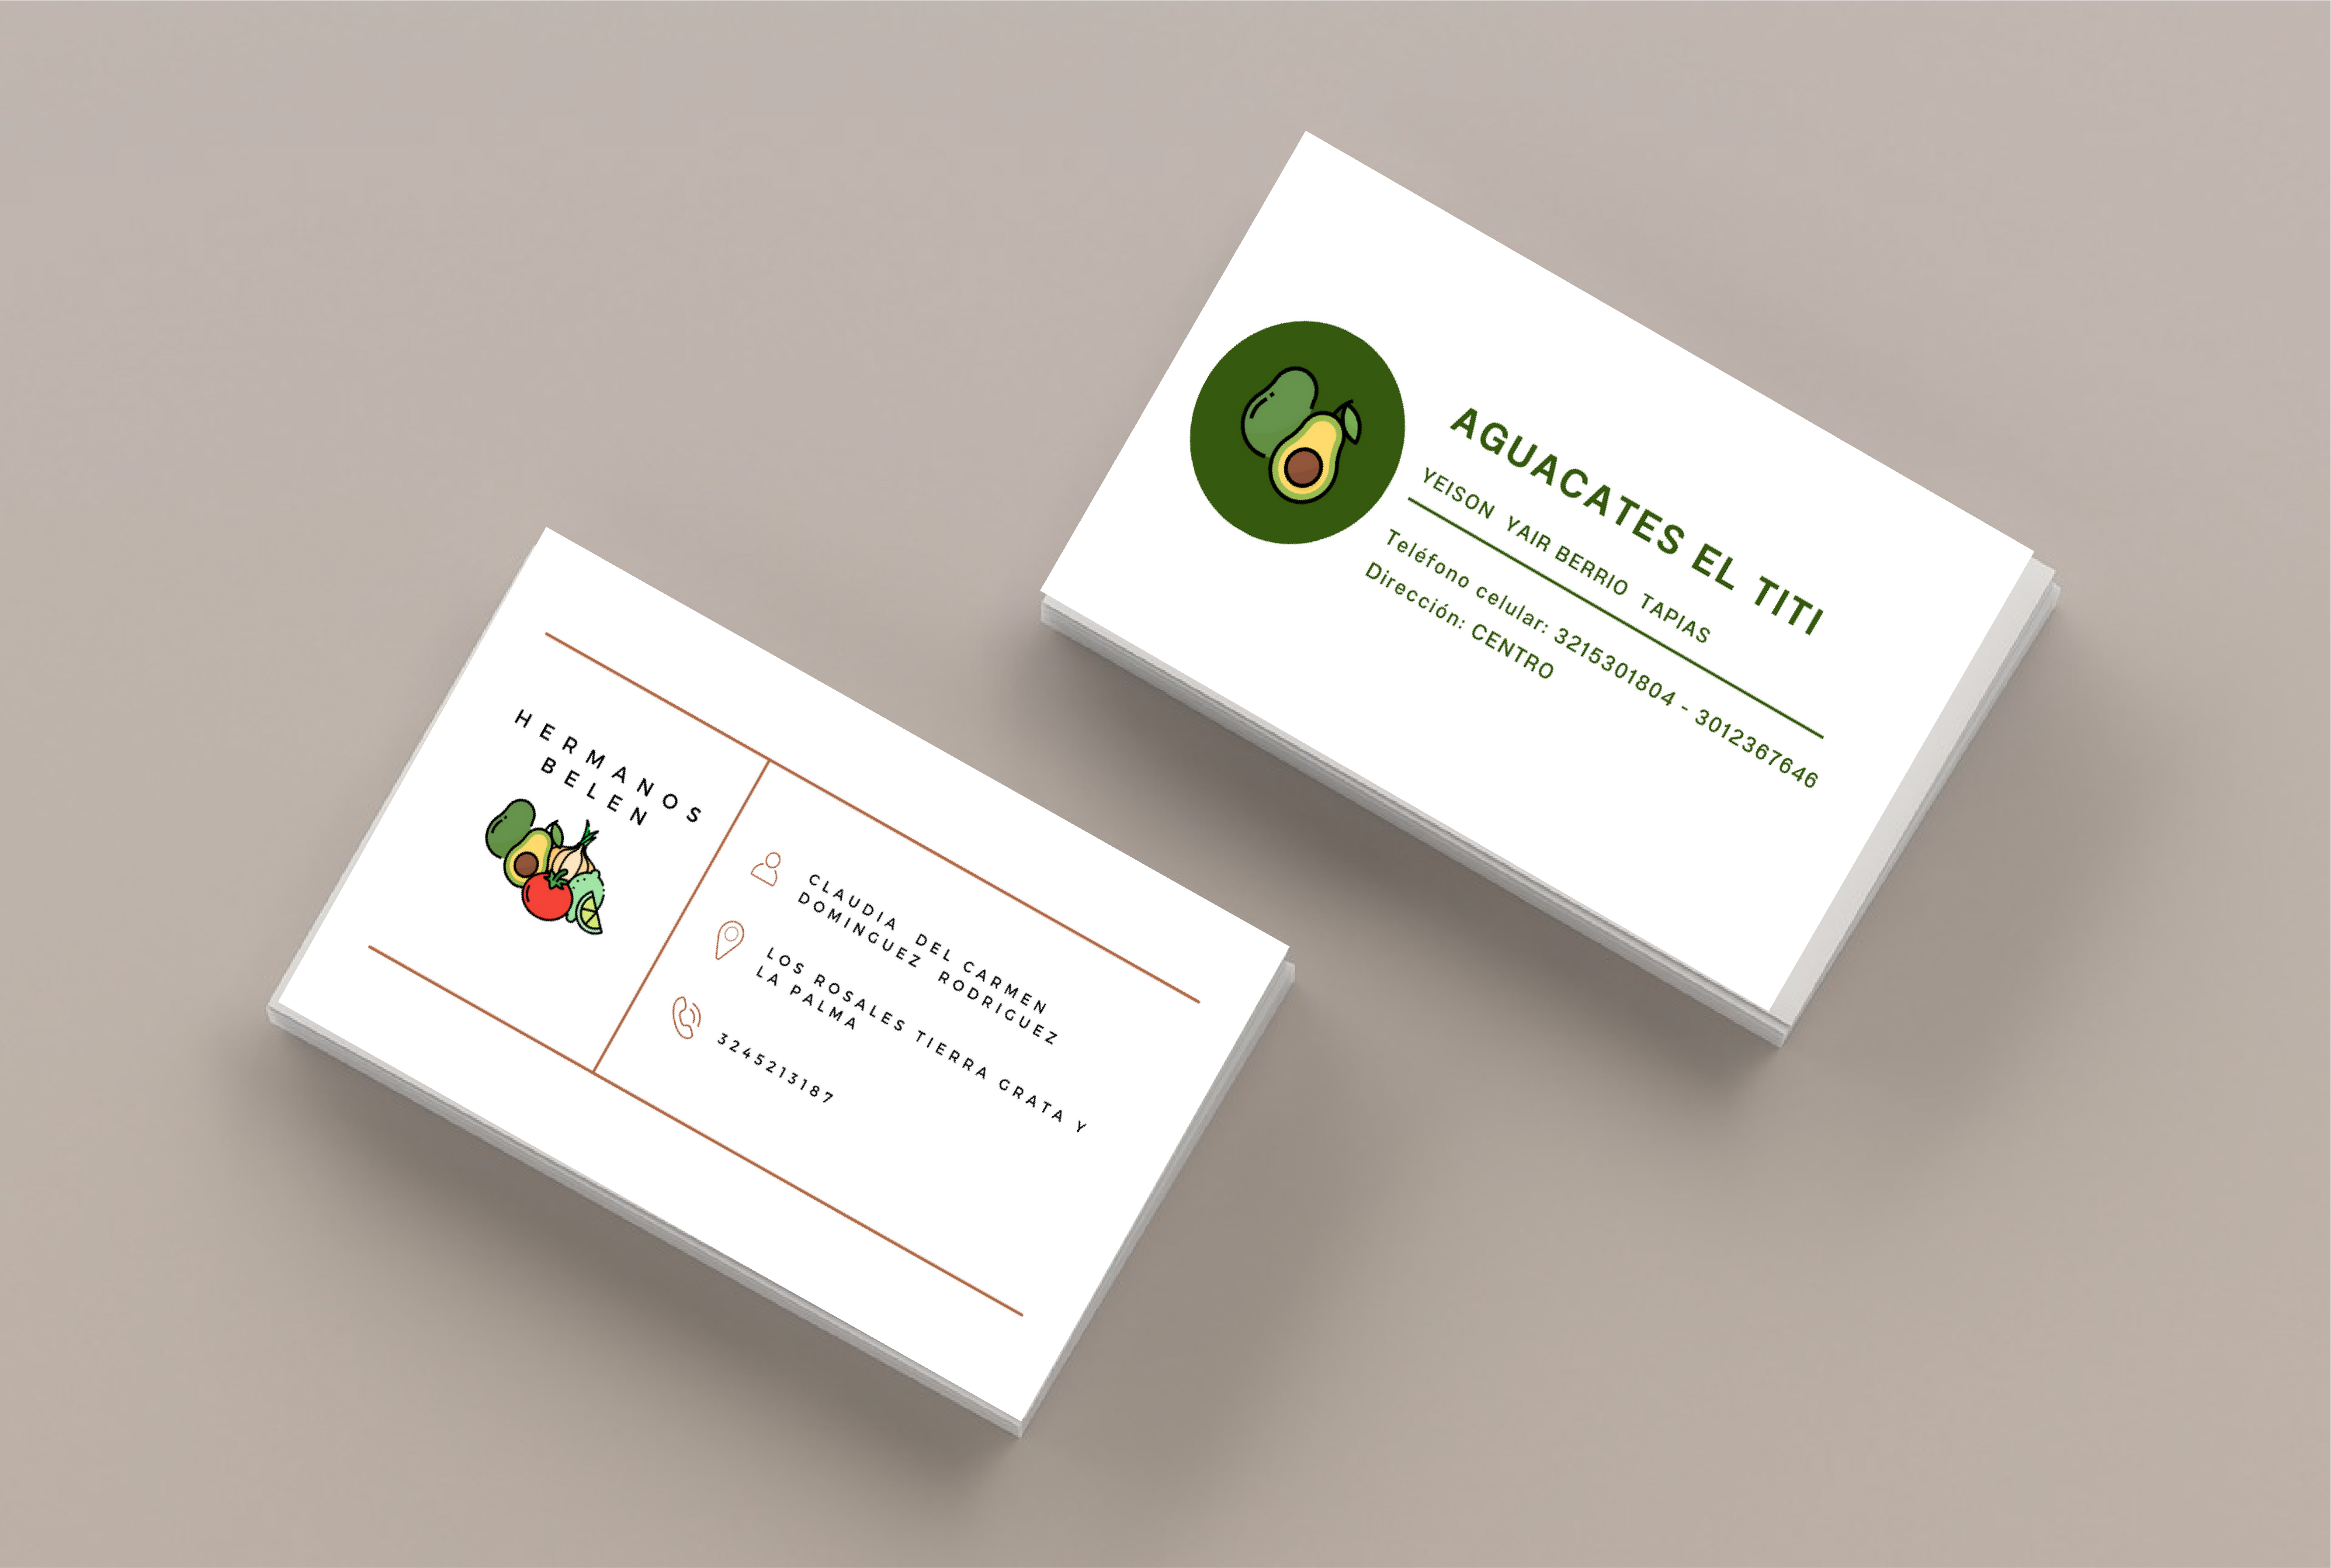 HERMANOS
BELEN
CLAUDIA DEL CARMEN
DOMINGUEZ RODRIGUEZ
LOS ROSALES TIERRA GRATA Y
LA PALMA
3245213187
AGUACATES EL TITI
YEISON YAIR BERRIO TAPIAS
Teléfono celular: 3215301804 - 3012367646
Dirección: CENTRO